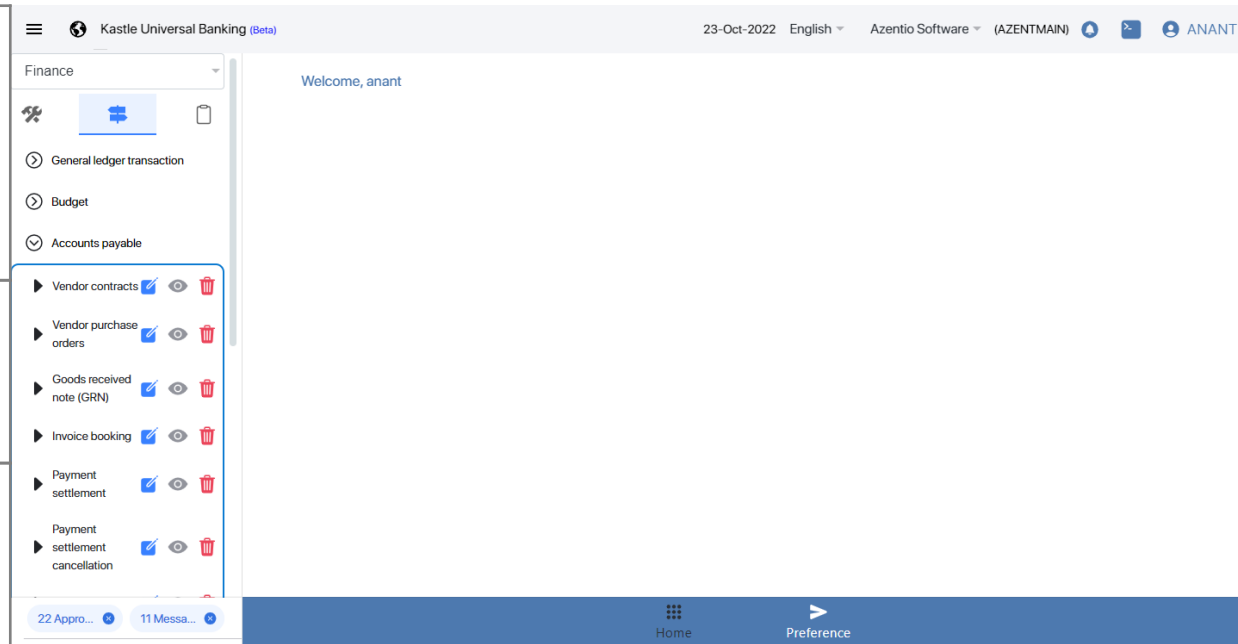 Kastle Universal Banking (Beta)
23-Oct-2022 English Azentio Software (AZENTMAIN) ANANT
Finance
Welcome, anant
General ledger transaction
Budget
Accounts payable
Vendor contracts
Vendor purchase
orders
Goods received
note (GRN)
Invoice booking
Payment
settlement
Payment
settlement
cancellation
22 Appro... 11 Messa...
Home Preference